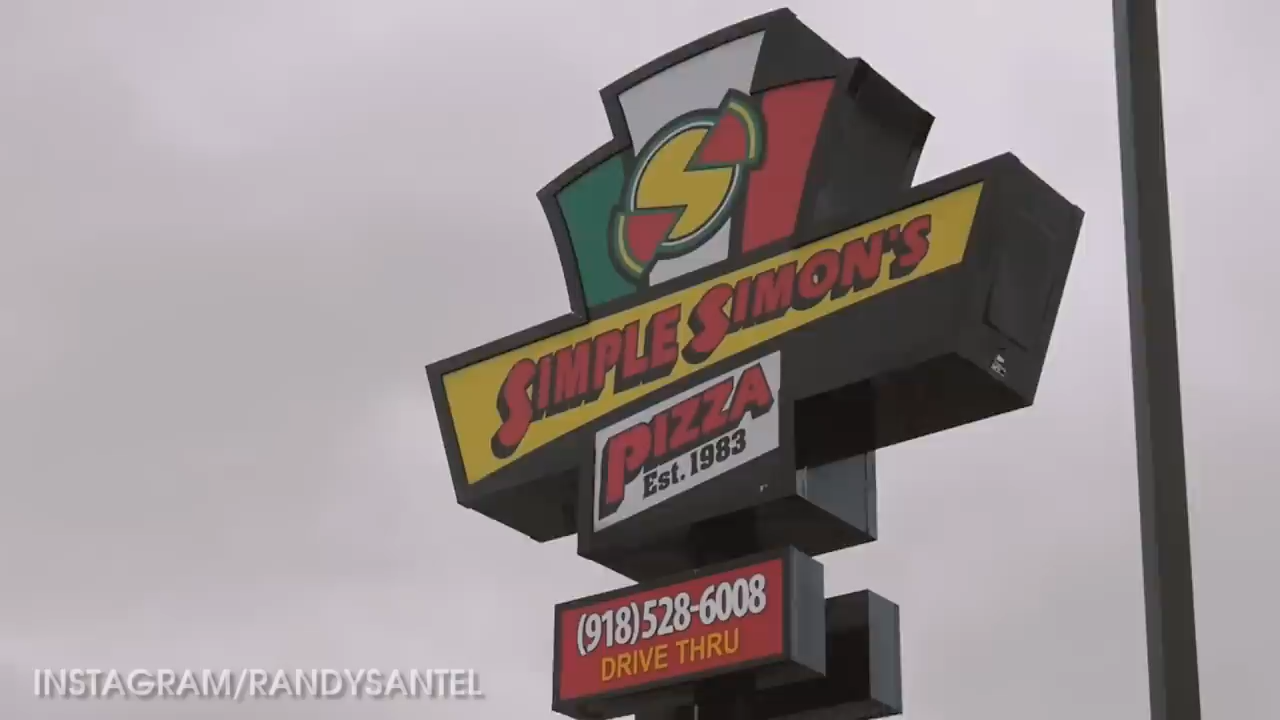 SIMPLE SIMON'S
PIZZA
Est. 1983
(918)528-6008
DRIVE THRU
INSTAGRAM/RANDYSANTEL